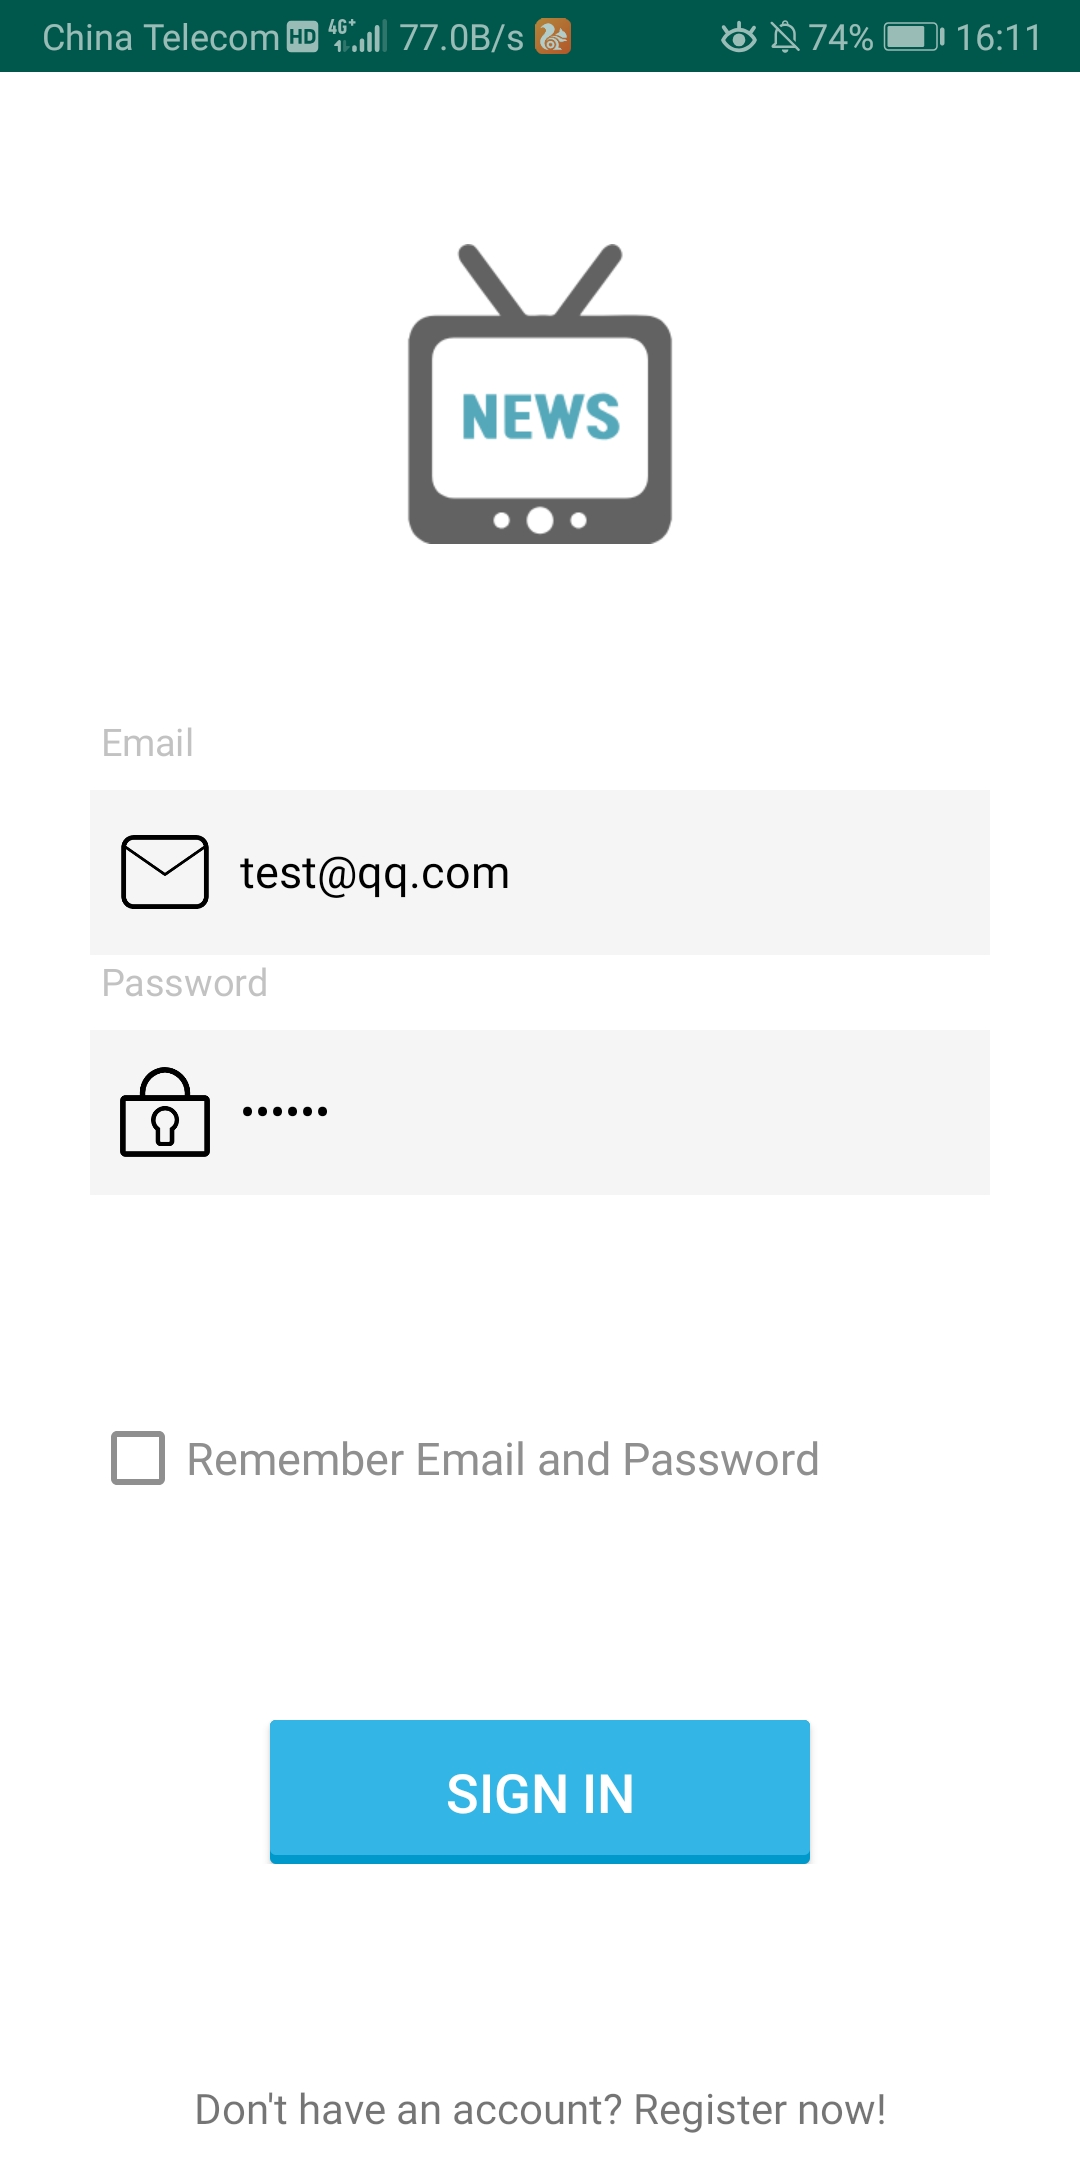 China Telecom HD 4G+ 77.0B/s 74% 16:11
NEWS
Email
test@qq.com
Password
••••••
Remember Email and Password
SIGN IN
Don't have an account? Register now!